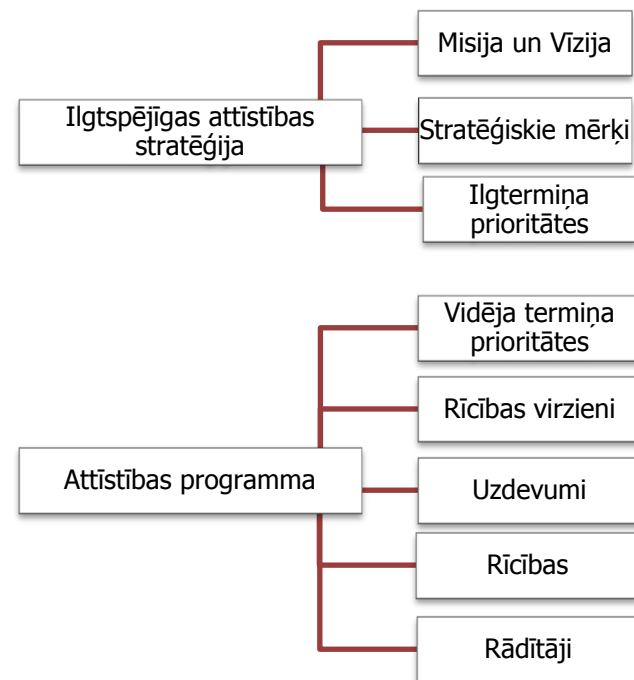 Misija un Vīzija
Ilgtspējīgas attīstības
stratēģija
Stratēģiskie mērķi
Ilgtermiņa
prioritātes
Vidēja termiņa
prioritātes
Rīcības virzieni
Attīstības programma
Uzdevumi
Rīcības
Rādītāji